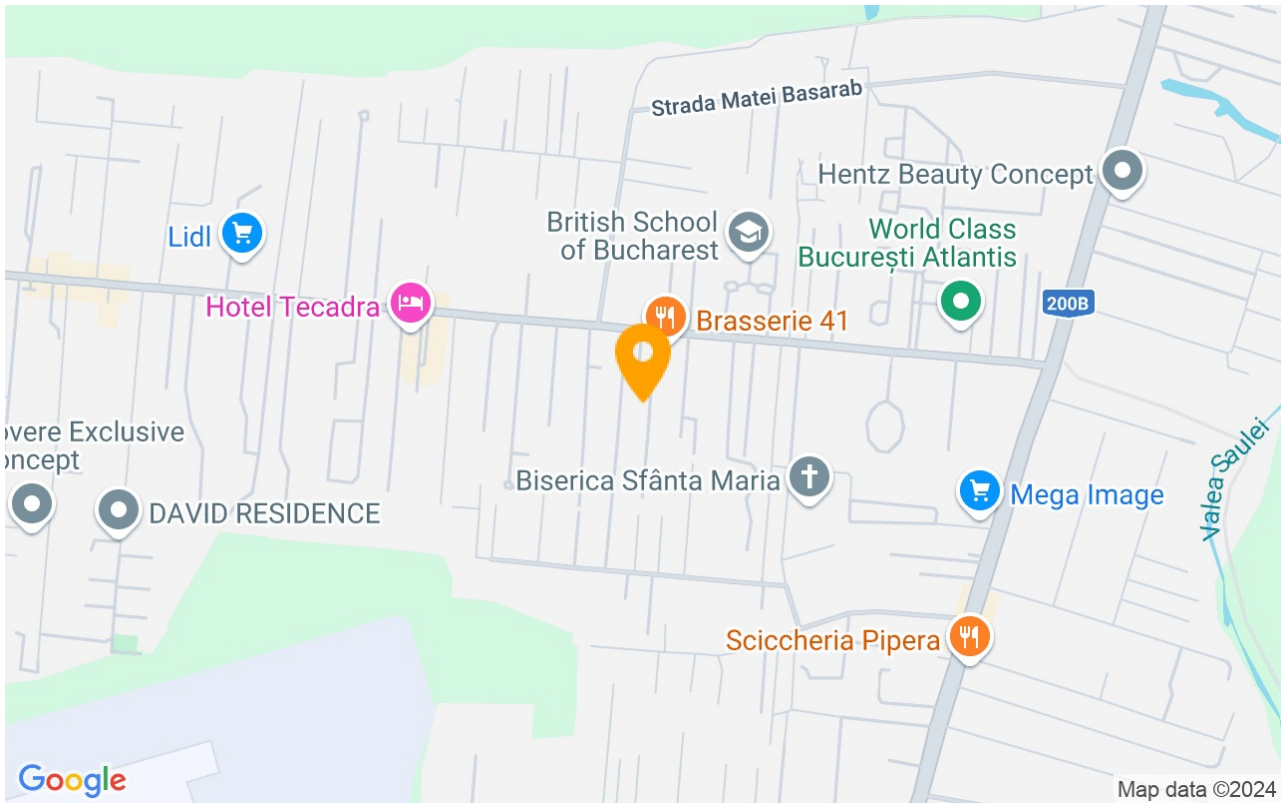 Strada Matei Basarab
Hentz Beauty Concept
British School
of Bucharest
World Class
București Atlantis
Lidl
Hotel Tecadra
200B
Brasserie 41
overe Exclusive
oncept
Biserica Sfânta Maria
Mega Image
Valea Saulei
DAVID RESIDENCE
Sciccheria Pipera
Google
Map data ©2024